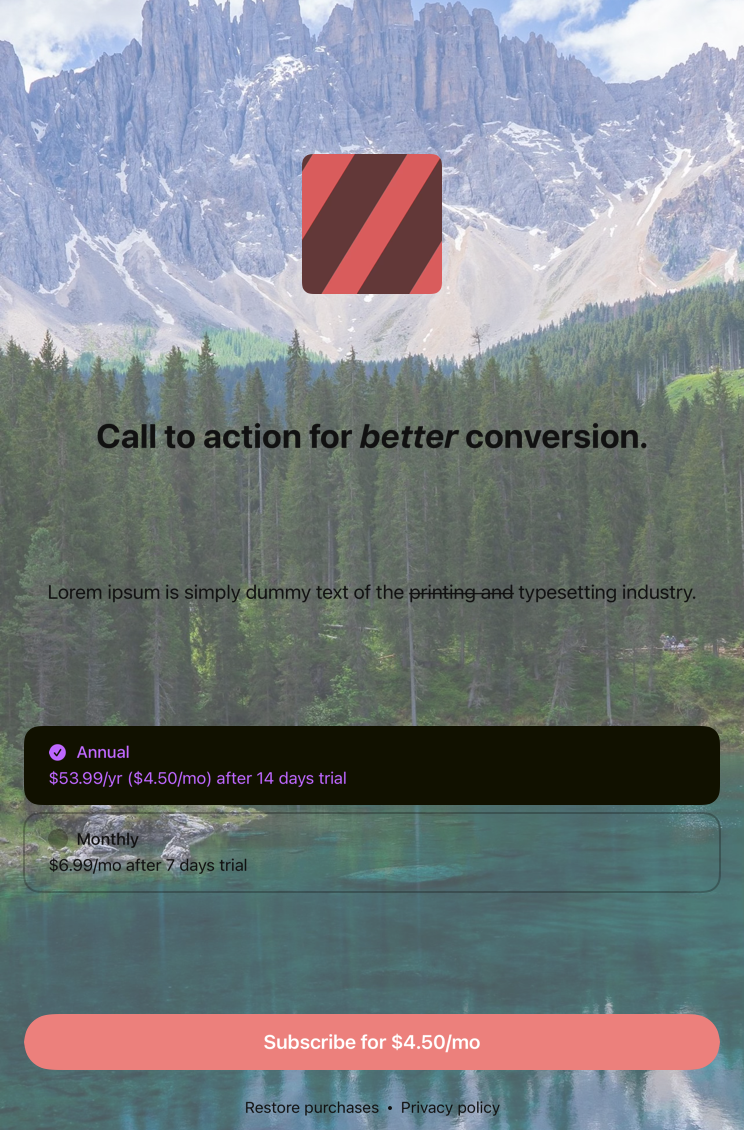 Call to action for better conversion.
Lorem ipsum is simply dummy text of the printing and typesetting industry.
Annual
$53.99/yr ($4.50/mo) after 14 days trial
Monthly
$6.99/mo after 7 days trial
Subscribe for $4.50/mo
Restore purchases • Privacy policy